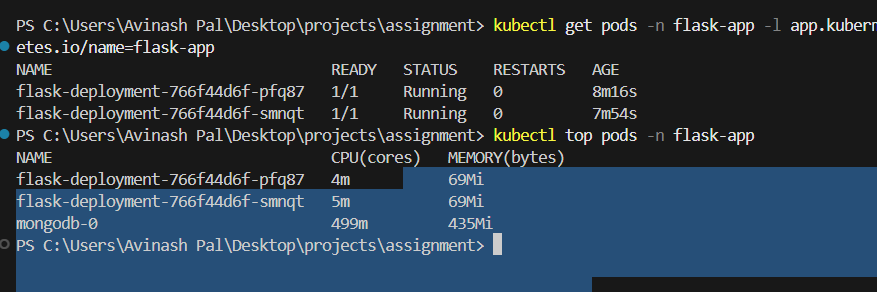 PS C:\Users\Avinash Pal\Desktop\projects\assignment> kubectl get pods -n flask-app -l app.kubern
etes.io/name=flask-app
NAME READY STATUS RESTARTS AGE
flask-deployment-766f44d6f-pfq87 1/1 Running 0 8m16s
flask-deployment-766f44d6f-smnqt 1/1 Running 0 7m54s
PS C:\Users\Avinash Pal\Desktop\projects\assignment> kubectl top pods -n flask-app
NAME CPU(cores) MEMORY(bytes)
flask-deployment-766f44d6f-pfq87 4m 69Mi
flask-deployment-766f44d6f-smnqt 5m 69Mi
mongodb-0 499m 435Mi
PS C:\Users\Avinash Pal\Desktop\projects\assignment>